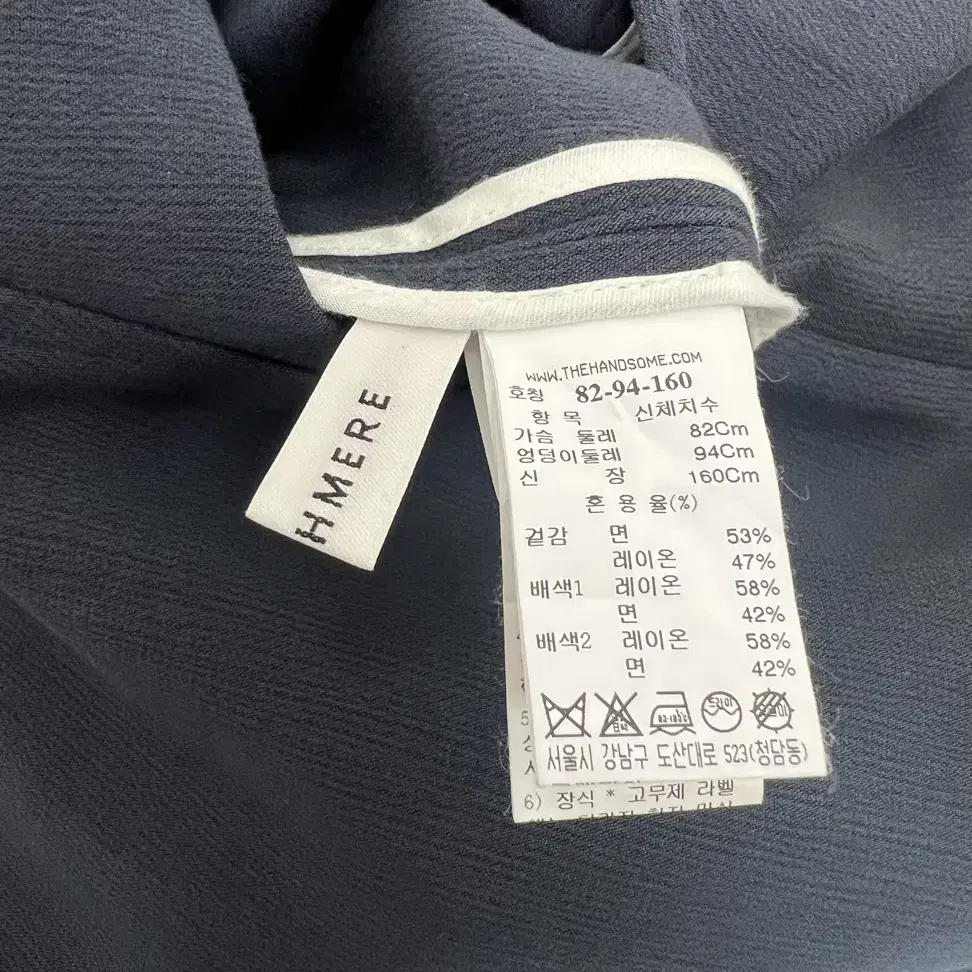 HMERE
WWW.THEHANDSOME.COM
호칭 82-94-160
항 목 신체치수
가슴 둘레 82Cm
엉덩이둘레 94Cm
신 장 160Cm
혼 용 율(%)
겉감 면 53%
레이온 47%
배색1 레이온 58%
면 42%
배색2 레이온 58%
면 42%
드라이
서울시 강남구 도산대로 523(청담동)
6) 장식 * 고무제 라벨